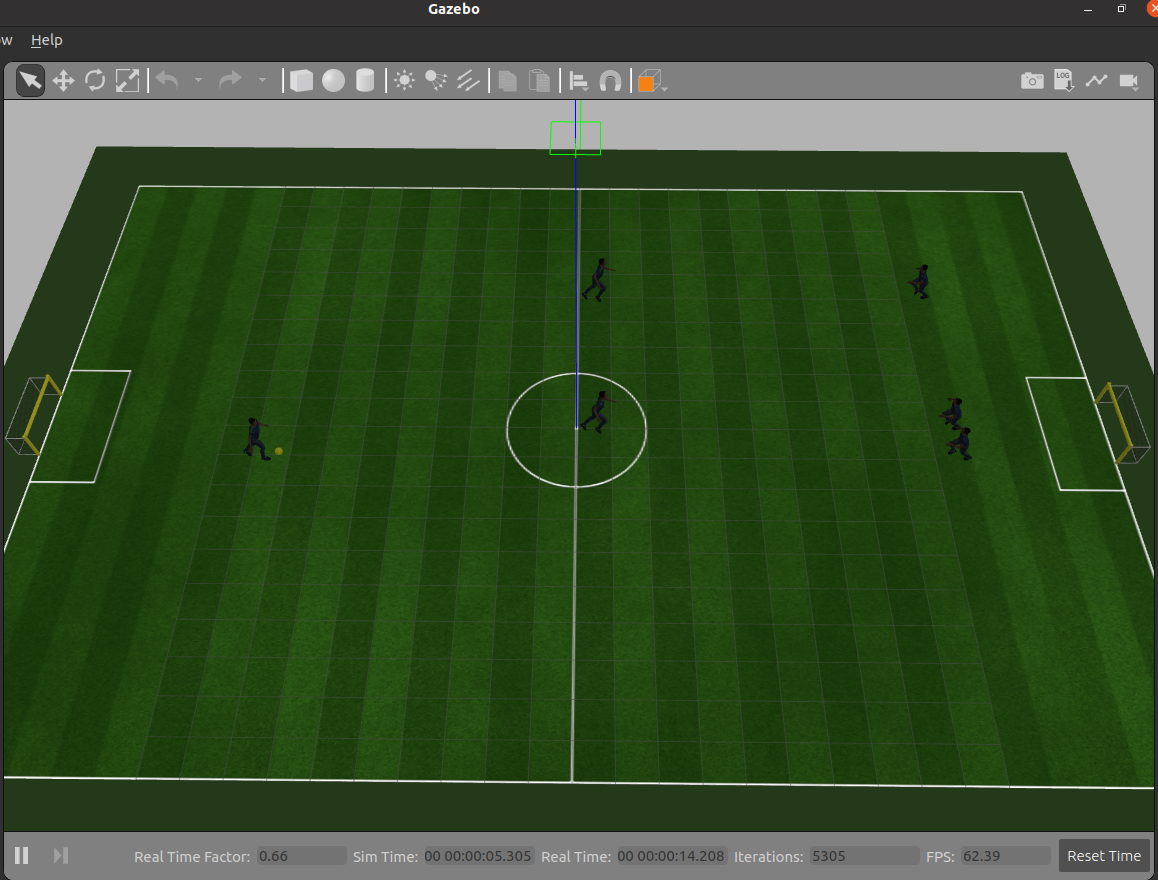 Gazebo
w Help
LOG
Real Time Factor: 0.66 Sim Time: 00 00:00:05.305 Real Time: 00 00:00:14.208 Iterations: 5305 FPS: 62.39 Reset Time